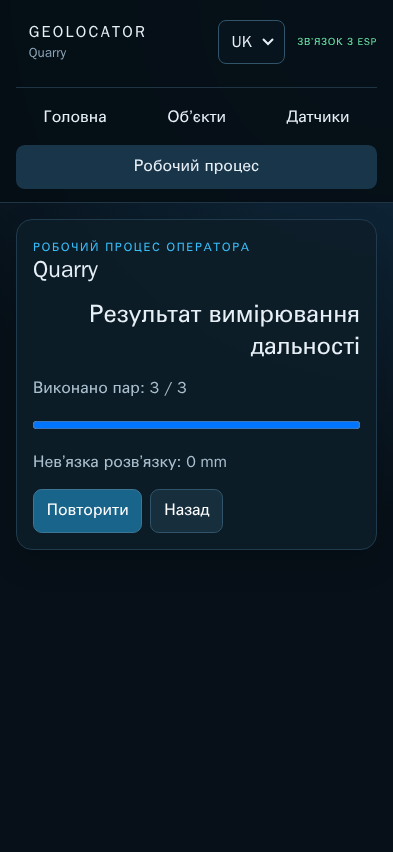 GEOLOCATOR
Quarry
UK
ЗВ'ЯЗОК З ESP
Головна
Об'єкти
Датчики
Робочий процес
РОБОЧИЙ ПРОЦЕС ОПЕРАТОРА
Quarry
Результат вимірювання
дальності
Виконано пар: 3 / 3
Нев'язка розв'язку: 0 mm
Повторити
Назад